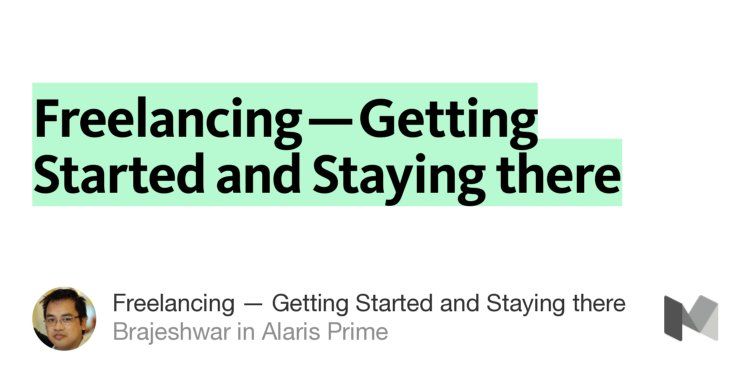 Freelancing — Getting
Started and Staying there
Freelancing — Getting Started and Staying there
Brajeshwar in Alaris Prime